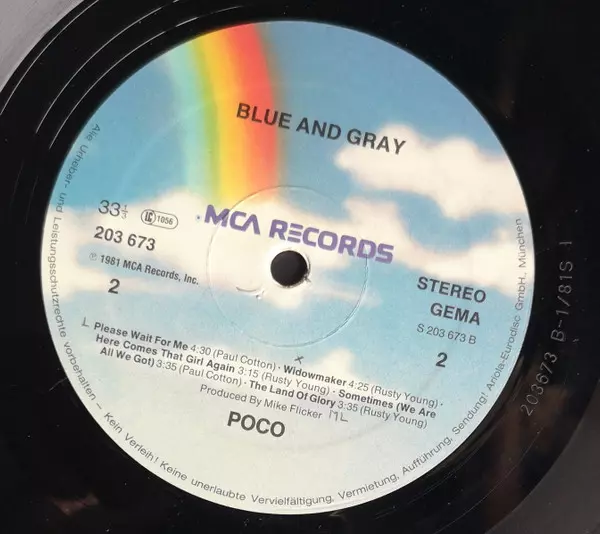 BLUE AND GRAY
33⅓
LC 1056
MCA RECORDS
203 673
℗ 1981 MCA Records, Inc.
2
STEREO
GEMA
S 203 673 B
2
Please Wait For Me 4:30 (Paul Cotton) · Widowmaker 4:25 (Rusty Young) ·
Here Comes That Girl Again 3:15 (Rusty Young) · Sometimes (We Are
All We Got) 3:35 (Paul Cotton) · The Land Of Glory 3:35 (Rusty Young)
Produced By Mike Flicker
POCO
Alle Urheber- und Leistungsschutzrechte vorbehalten – Kein Verleih! Keine unerlaubte Vervielfältigung, Vermietung, Aufführung, Sendung! Ariola-Eurodisc GmbH, München
203673 B-1/81S